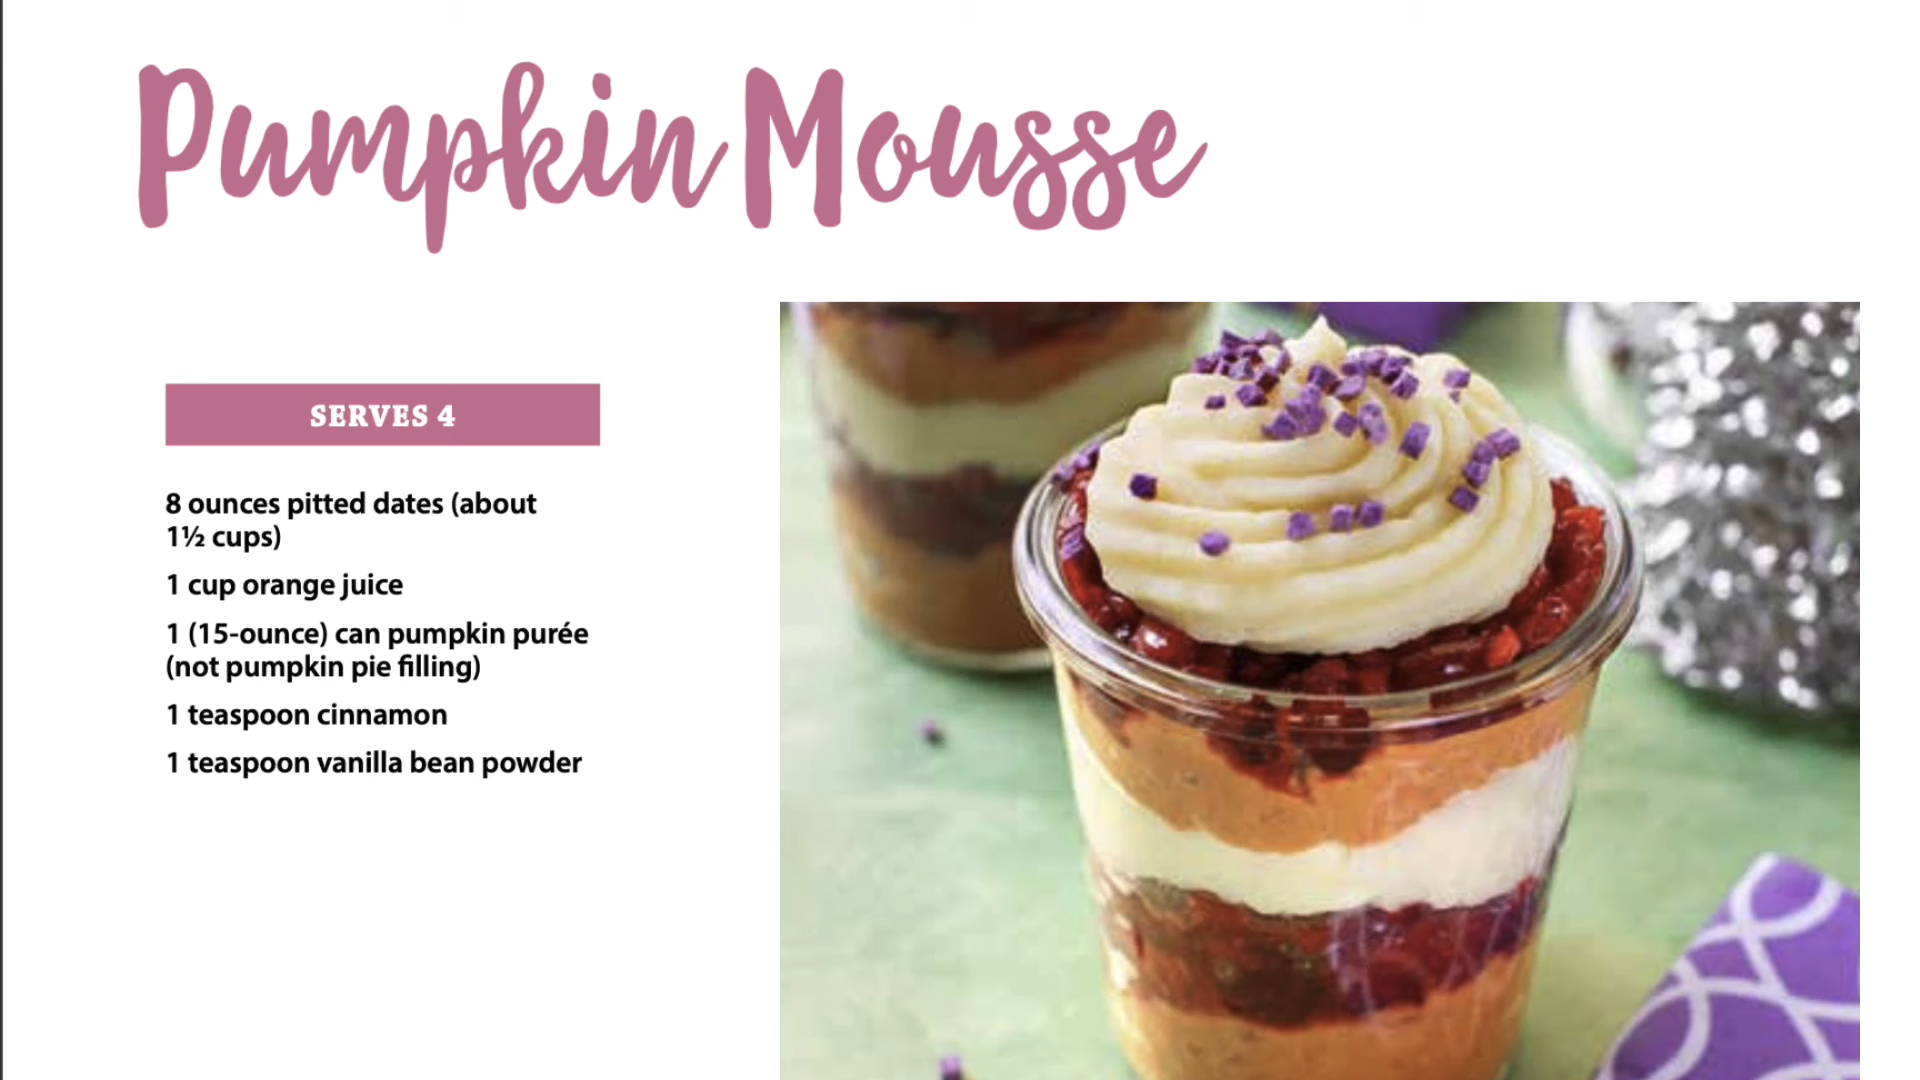 Pumpkin Mousse
SERVES 4
8 ounces pitted dates (about
1½ cups)
1 cup orange juice
1 (15-ounce) can pumpkin purée
(not pumpkin pie filling)
1 teaspoon cinnamon
1 teaspoon vanilla bean powder